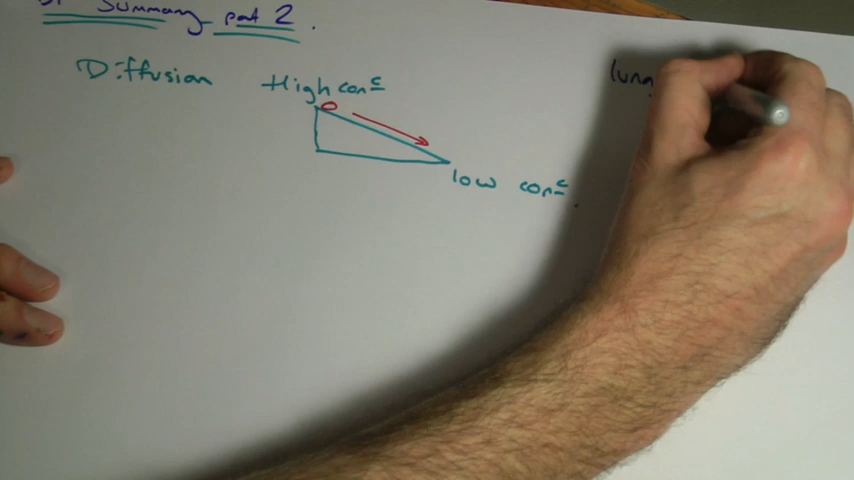 Summary part 2.
Diffusion High conc
low conc.
lung